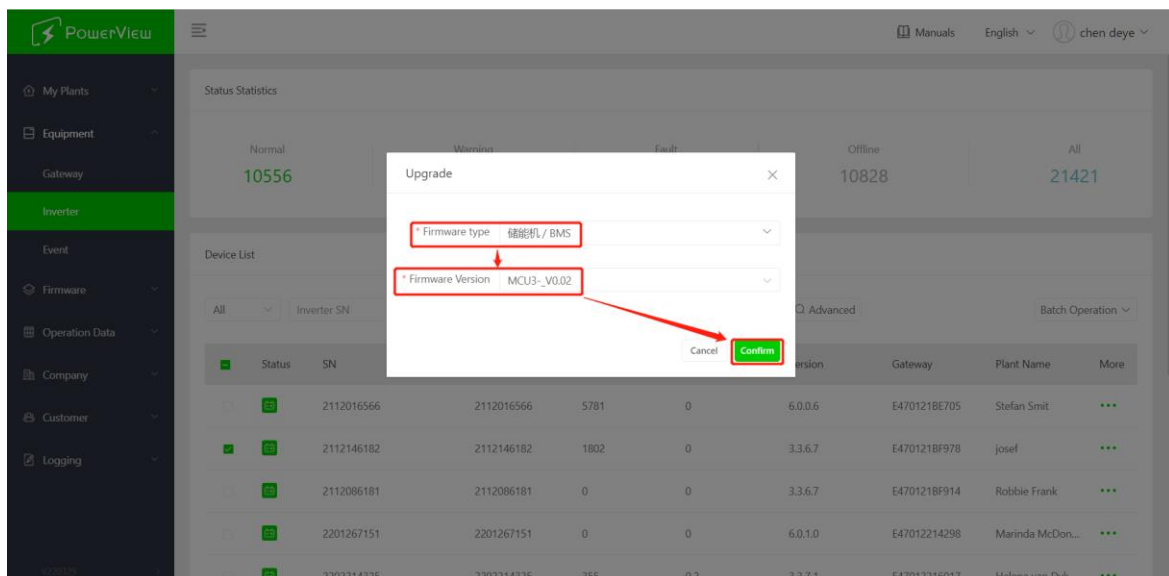 PowerView
Manuals English chen deye
My Plants
Equipment
Gateway
Inverter
Event
Firmware
Operation Data
Company
Customer
Logging
Status Statistics
Normal Warning Fault Offline All
10556 10828 21421
Upgrade
* Firmware type 储能机 / BMS
* Firmware Version MCU3-_V0.02
Cancel Confirm
Device List
All Inverter SN Advanced Batch Operation
Status SN Gateway Plant Name More
2112016566 2112016566 5781 0 6.0.0.6 E470121BE705 Stefan Smit
2112146182 2112146182 1802 0 3.3.6.7 E470121BF978 josef
2112086181 2112086181 0 0 3.3.6.7 E470121BF914 Robbie Frank
2201267151 2201267151 0 0 6.0.1.0 E47012214298 Marinda McDon...